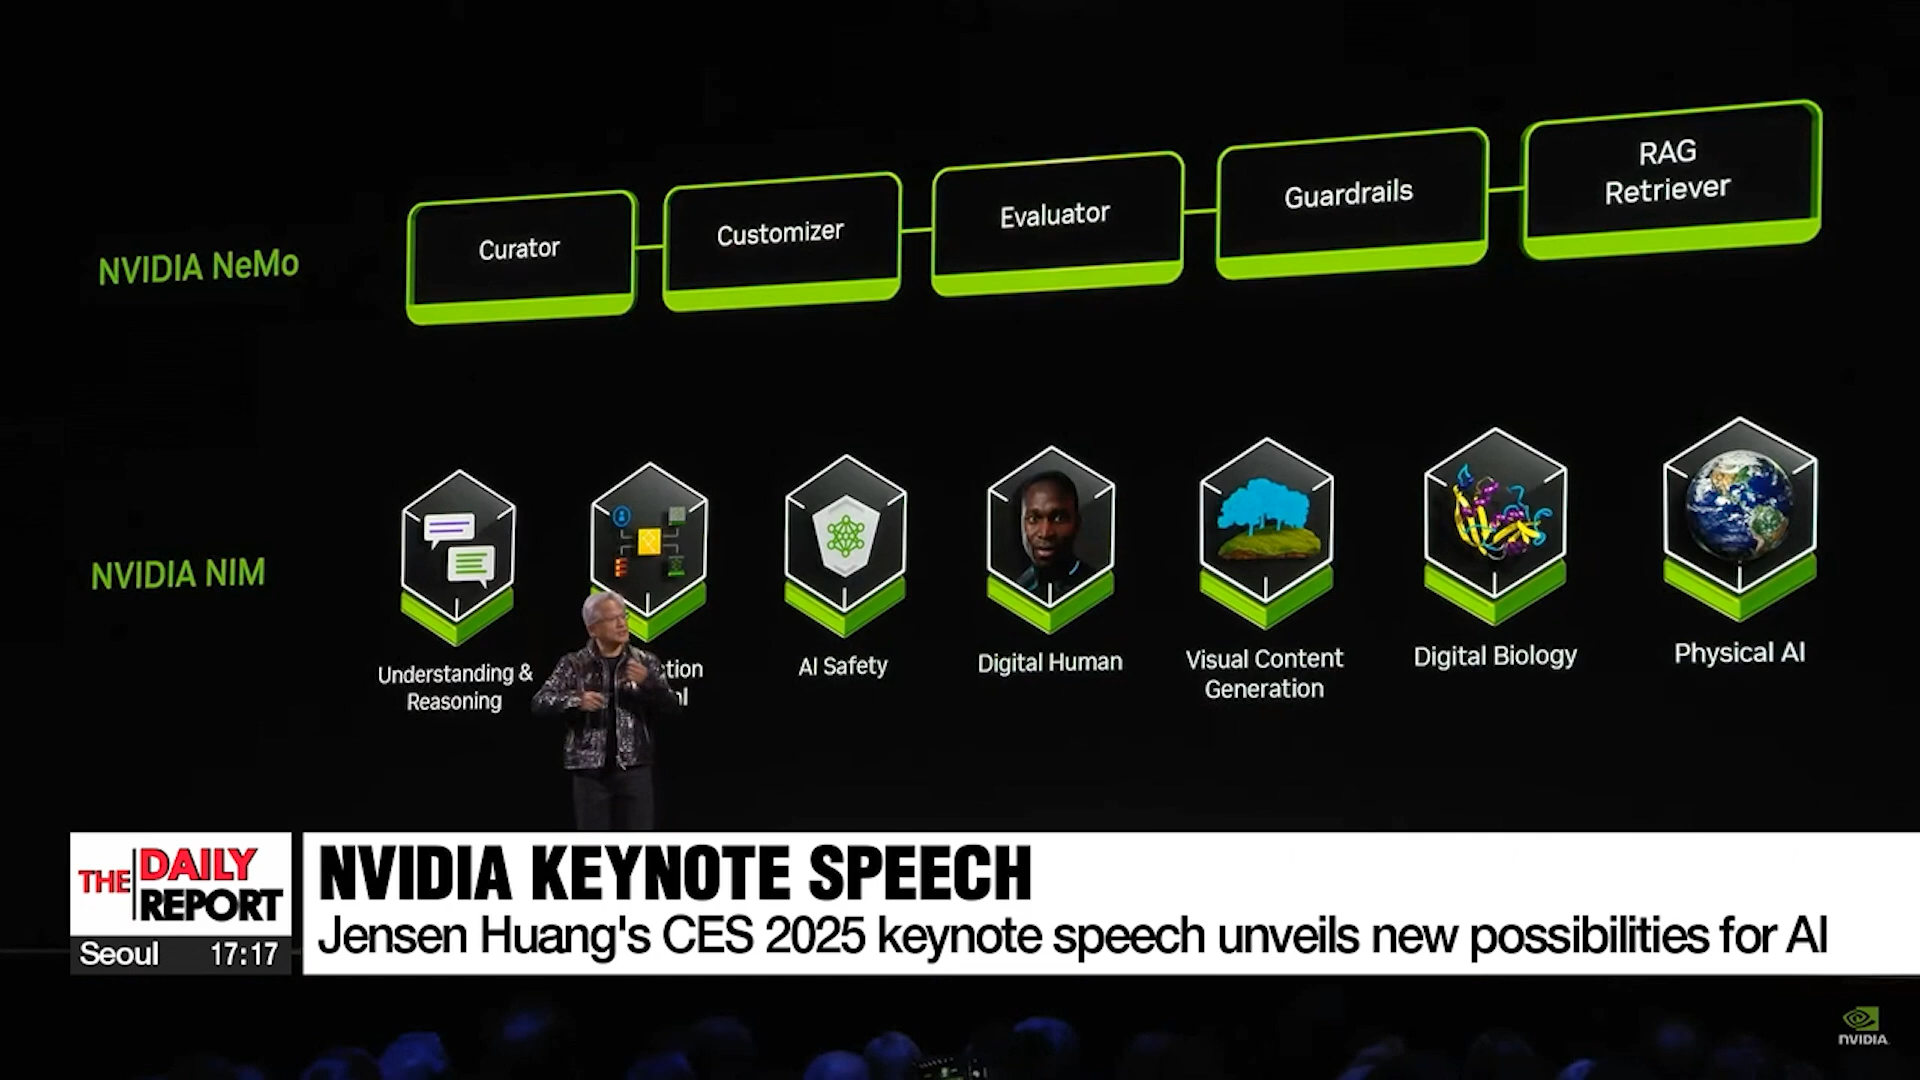 NVIDIA NeMo
Curator
Customizer
Evaluator
Guardrails
RAG
Retriever
NVIDIA NIM
Understanding &
Reasoning
AI Safety
Digital Human
Visual Content
Generation
Digital Biology
Physical AI
THE DAILY
REPORT
Seoul 17:17
NVIDIA KEYNOTE SPEECH
Jensen Huang's CES 2025 keynote speech unveils new possibilities for AI
NVIDIA